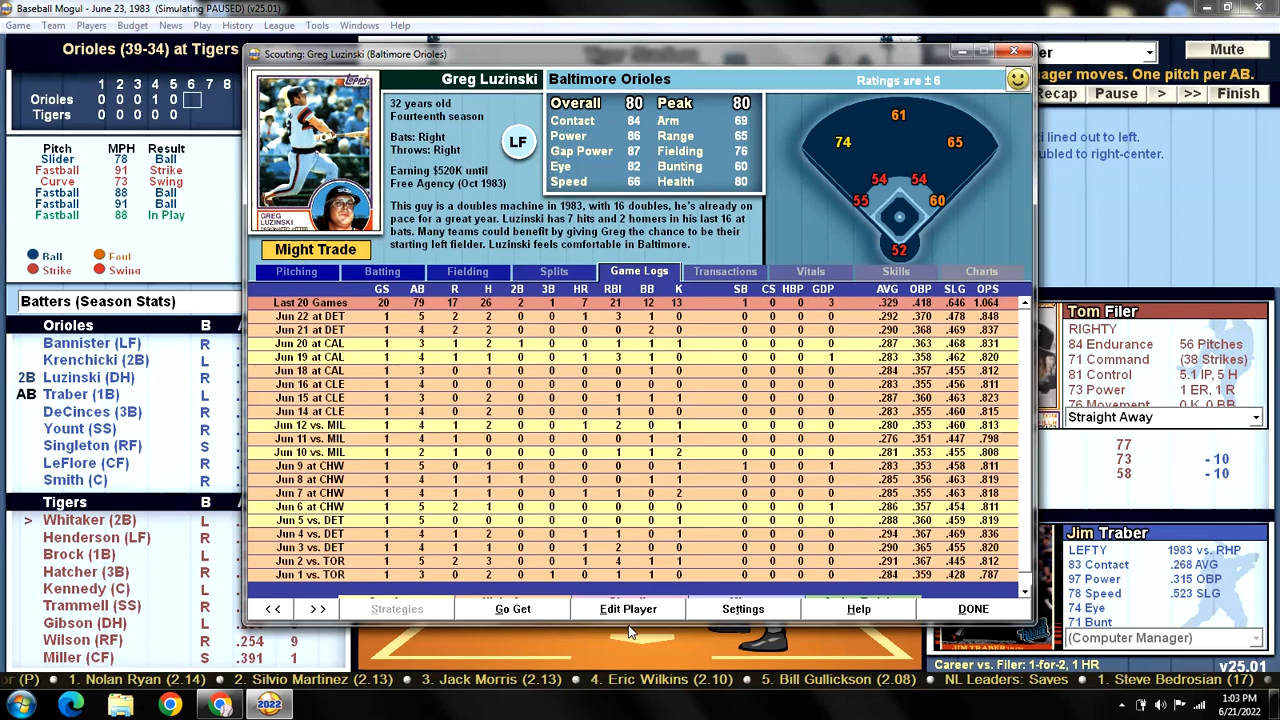 Baseball Mogul - June 23, 1983 (Simulating PAUSED) (v25.01)
Game Team Players Budget News Play History League Tools Windows Help
Orioles (39-34) at Tigers
1 2 3 4 5 6 7 8
Orioles 0 0 0 1 0
Tigers 0 0 0 0 0
Pitch MPH Result
Slider 78 Ball
Fastball 91 Strike
Curve 73 Swing
Fastball 88 Ball
Fastball 91 Ball
Fastball 88 In Play
Ball Foul
Strike Swing
Batters (Season Stats)
Orioles B
Bannister (LF) R
Krenchicki (2B) L
2B Luzinski (DH) R
AB Traber (1B) L
DeCinces (3B) R
Yount (SS) R
Singleton (RF) S
LeFlore (CF) R
Smith (C) R
Tigers B
> Whitaker (2B) L
Henderson (LF) R
Brock (1B) L
Hatcher (3B) R
Kennedy (C) L
Trammell (SS) R
Gibson (DH) L
Wilson (RF) R .254 9
Miller (CF) S .391 1
Scouting: Greg Luzinski (Baltimore Orioles)
Topps
GREG
LUZINSKI
Greg Luzinski
Baltimore Orioles
Ratings are ± 6
32 years old
Fourteenth season
Bats: Right
Throws: Right
Earning $520K until
Free Agency (Oct 1983)
LF
Overall 80 Peak 80
Contact 84 Arm 69
Power 86 Range 65
Gap Power 87 Fielding 76
Eye 82 Bunting 60
Speed 66 Health 80
61
74 65
54 54
55 60
52
This guy is a doubles machine in 1983, with 16 doubles, he's already on
pace for a great year. Luzinski has 7 hits and 2 homers in his last 16 at
bats. Many teams could benefit by giving Greg the chance to be their
starting left fielder. Luzinski feels comfortable in Baltimore.
Might Trade
Pitching Batting Fielding Splits Game Logs Transactions Vitals Skills Charts
GS AB R H 2B 3B HR RBI BB K SB CS HBP GDP AVG OBP SLG OPS
Last 20 Games 20 79 17 26 2 1 7 21 12 13 1 0 0 3 .329 .418 .646 1.064
Jun 22 at DET 1 5 2 2 0 0 1 3 1 0 0 0 0 0 .292 .370 .478 .848
Jun 21 at DET 1 4 2 2 0 0 0 0 2 0 0 0 0 0 .290 .368 .469 .837
Jun 20 at CAL 1 3 1 2 1 0 0 1 1 1 0 0 0 0 .287 .363 .468 .831
Jun 19 at CAL 1 4 1 1 0 0 1 3 1 0 0 0 0 1 .283 .358 .462 .820
Jun 18 at CAL 1 3 0 1 0 0 0 0 1 0 0 0 0 0 .284 .357 .455 .812
Jun 16 at CLE 1 4 0 0 0 0 0 0 0 0 0 0 0 0 .283 .355 .456 .811
Jun 15 at CLE 1 3 0 2 0 0 0 1 1 1 0 0 0 0 .287 .360 .463 .823
Jun 14 at CLE 1 4 0 2 0 0 0 1 0 0 0 0 0 0 .283 .355 .460 .815
Jun 12 vs. MIL 1 4 1 2 0 0 1 2 0 1 0 0 0 0 .280 .353 .460 .813
Jun 11 vs. MIL 1 4 1 0 0 0 0 0 1 1 0 0 0 0 .276 .351 .447 .798
Jun 10 vs. MIL 1 2 1 0 0 0 0 1 1 2 0 0 0 0 .281 .353 .455 .808
Jun 9 at CHW 1 5 0 1 0 0 0 0 0 1 1 0 0 1 .283 .353 .458 .811
Jun 8 at CHW 1 4 1 1 1 0 0 0 1 1 0 0 0 0 .285 .356 .463 .819
Jun 7 at CHW 1 4 1 1 0 0 1 1 0 2 0 0 0 0 .285 .355 .463 .818
Jun 6 at CHW 1 5 2 1 0 0 0 0 0 0 0 0 0 1 .286 .357 .454 .811
Jun 5 vs. DET 1 5 0 0 0 0 0 0 0 1 0 0 0 0 .288 .360 .459 .819
Jun 4 vs. DET 1 4 1 2 0 0 1 1 0 1 0 0 0 0 .294 .367 .469 .836
Jun 3 vs. DET 1 4 1 1 0 0 1 2 0 0 0 0 0 0 .290 .365 .455 .820
Jun 2 vs. TOR 1 5 2 3 0 0 1 4 1 1 0 0 0 0 .291 .367 .445 .812
Jun 1 vs. TOR 1 3 0 2 0 1 0 1 1 0 0 0 0 0 .284 .359 .428 .787
<< >> Strategies Go Get Edit Player Settings Help DONE
Mute
ager moves. One pitch per AB.
ecap Pause > >> Finish
i lined out to left.
oubled to right-center.
Tom Filer
RIGHTY
84 Endurance 56 Pitches
71 Command (38 Strikes)
81 Control 5.1 IP, 5 H
73 Power 1 ER, 1 R
76 Movement 0 K, 0 BB
Straight Away
77
73 - 10
58 - 10
Jim Traber
LEFTY 1983 vs. RHP
83 Contact .268 AVG
97 Power .315 OBP
78 Speed .523 SLG
74 Eye
71 Bunt
(Computer Manager)
JIM TRABER
Career vs. Filer: 1-for-2, 1 HR
v25.01
or (P) 1. Nolan Ryan (2.14) 2. Silvio Martinez (2.13) 3. Jack Morris (2.13) 4. Eric Wilkins (2.10) 5. Bill Gullickson (2.08) NL Leaders: Saves 1. Steve Bedrosian (17)
2022
1:03 PM
6/21/2022